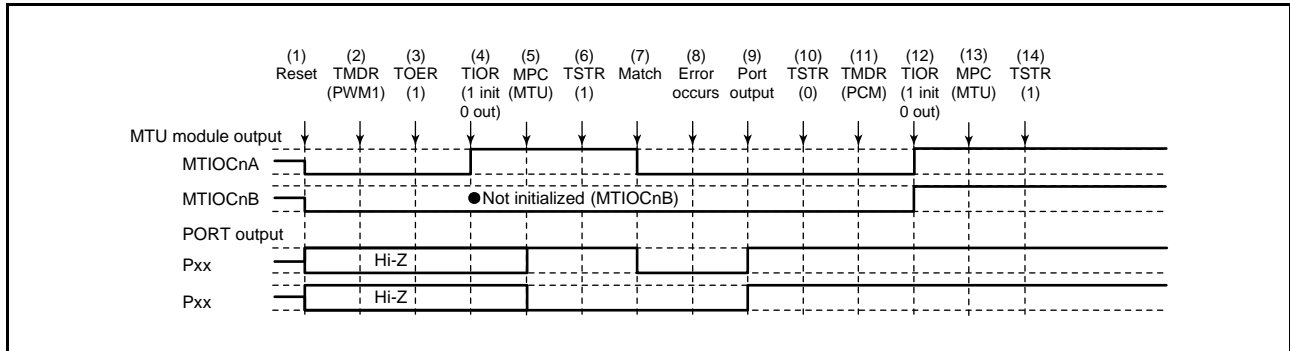 (1) (2) (3) (4) (5) (6) (7) (8) (9) (10) (11) (12) (13) (14)
Reset TMDR TOER TIOR MPC TSTR Match Error Port TSTR TMDR TIOR MPC TSTR
(PWM1) (1) (1 init (MTU) (1) occurs output (0) (PCM) (1 init (MTU) (1)
0 out) 0 out)
MTU module output
MTIOCnA
MTIOCnB ●Not initialized (MTIOCnB)
PORT output
Pxx Hi-Z
Pxx Hi-Z